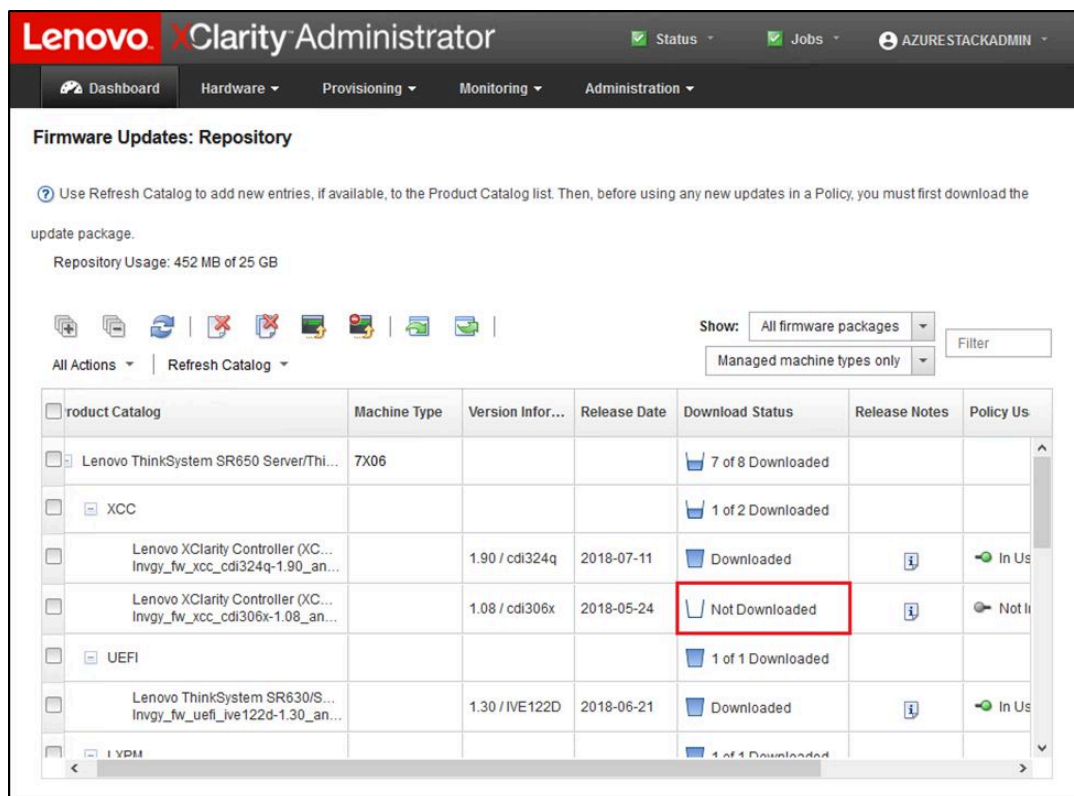 Lenovo. XClarity Administrator Status Jobs AZURESTACKADMIN
Dashboard Hardware Provisioning Monitoring Administration
Firmware Updates: Repository
Use Refresh Catalog to add new entries, if available, to the Product Catalog list. Then, before using any new updates in a Policy, you must first download the
update package.
Repository Usage: 452 MB of 25 GB
Show: All firmware packages
Filter
All Actions Refresh Catalog Managed machine types only
roduct Catalog Machine Type Version Infor... Release Date Download Status Release Notes Policy Us
Lenovo ThinkSystem SR650 Server/Thi... 7X06 7 of 8 Downloaded
XCC 1 of 2 Downloaded
Lenovo XClarity Controller (XC...
lnvgy_fw_xcc_cdi324q-1.90_an... 1.90 / cdi324q 2018-07-11 Downloaded In Us
Lenovo XClarity Controller (XC...
lnvgy_fw_xcc_cdi306x-1.08_an... 1.08 / cdi306x 2018-05-24 Not Downloaded Not I
UEFI 1 of 1 Downloaded
Lenovo ThinkSystem SR630/S...
lnvgy_fw_uefi_ive122d-1.30_an... 1.30 / IVE122D 2018-06-21 Downloaded In Us
LXPM 1 of 1 Downloaded